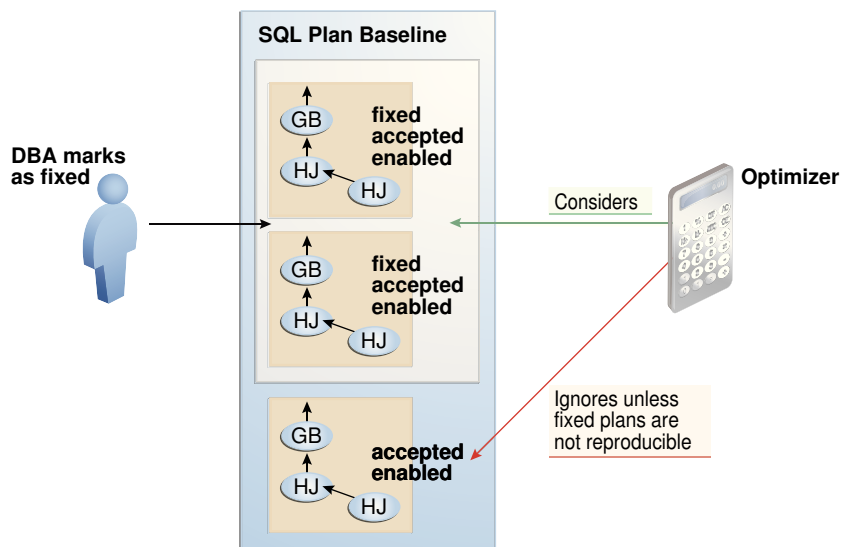 SQL Plan Baseline
GB
HJ
HJ
fixed
accepted
enabled
DBA marks
as fixed
Considers
Optimizer
GB
HJ
HJ
fixed
accepted
enabled
Ignores unless
fixed plans are
not reproducible
GB
HJ
HJ
accepted
enabled